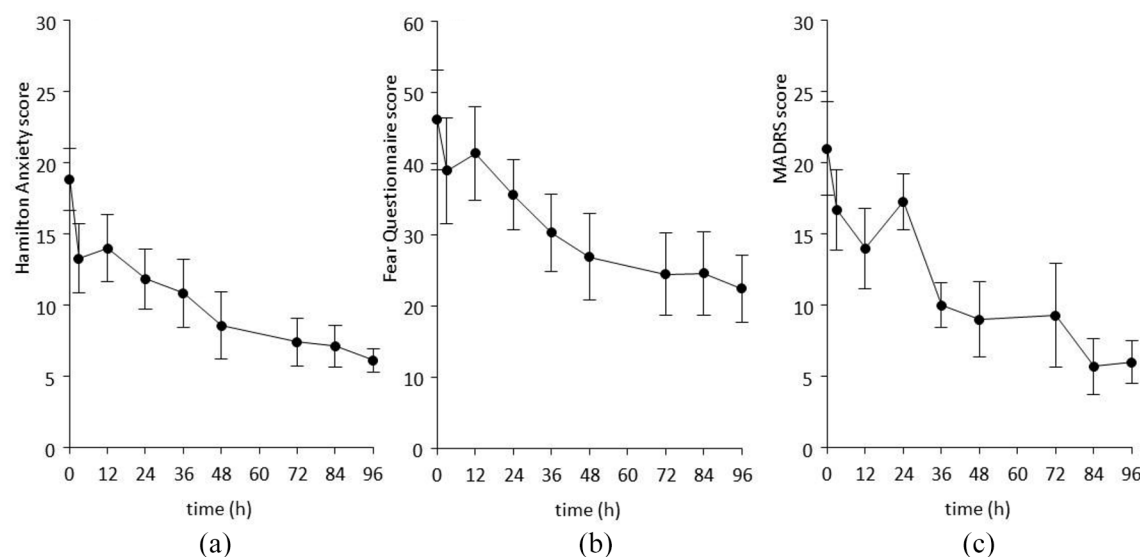 Hamilton Anxiety score
30
25
20
15
10
5
0
0 12 24 36 48 60 72 84 96
time (h)
(a)
Fear Questionnaire score
60
50
40
30
20
10
0
0 12 24 36 48 60 72 84 96
time (h)
(b)
MADRS score
30
25
20
15
10
5
0
0 12 24 36 48 60 72 84 96
time (h)
(c)